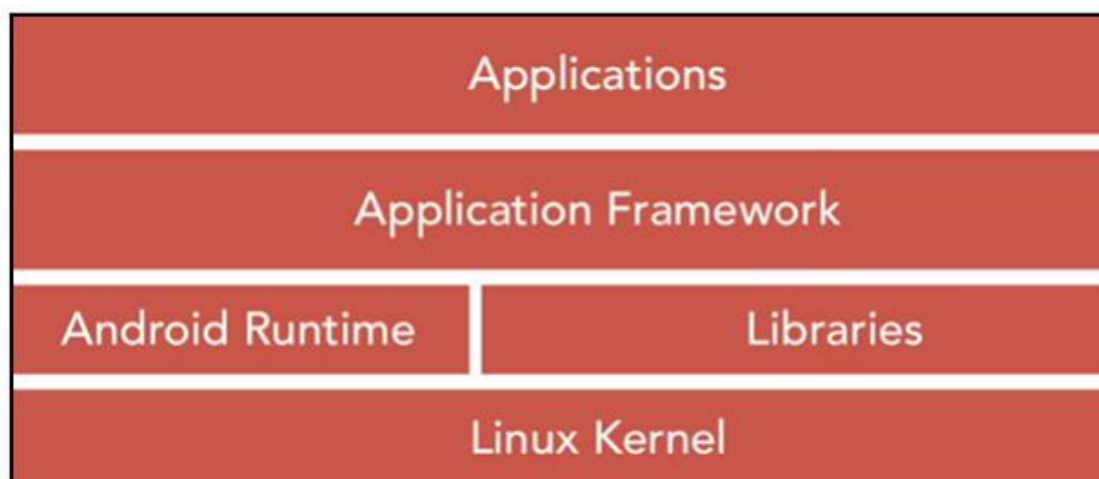 Applications
Application Framework
Android Runtime
Libraries
Linux Kernel